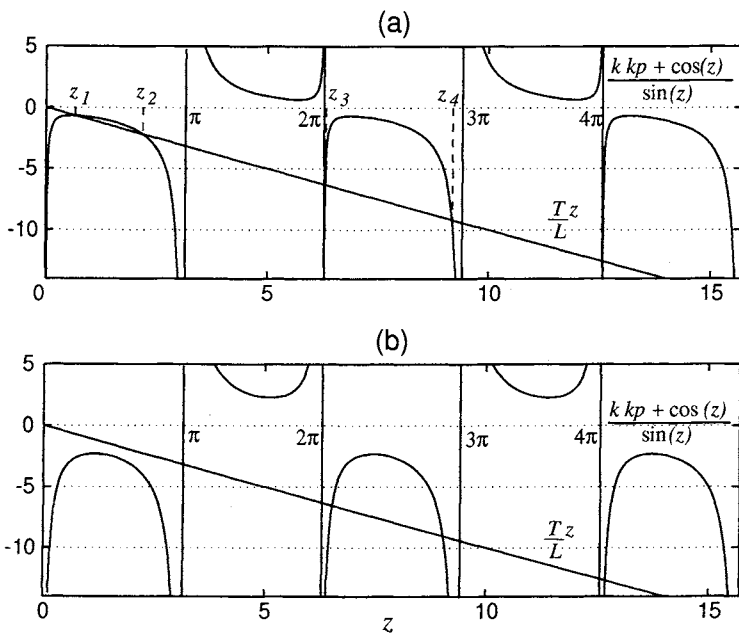 (a)
5
0
-5
-10
0
5
10
15
z1
z2
z3
z4
π
2π
3π
4π
k kp + cos(z)
sin(z)
T z
L
(b)
5
0
-5
-10
0
5
10
15
π
2π
3π
4π
k kp + cos (z)
sin(z)
T z
L
z